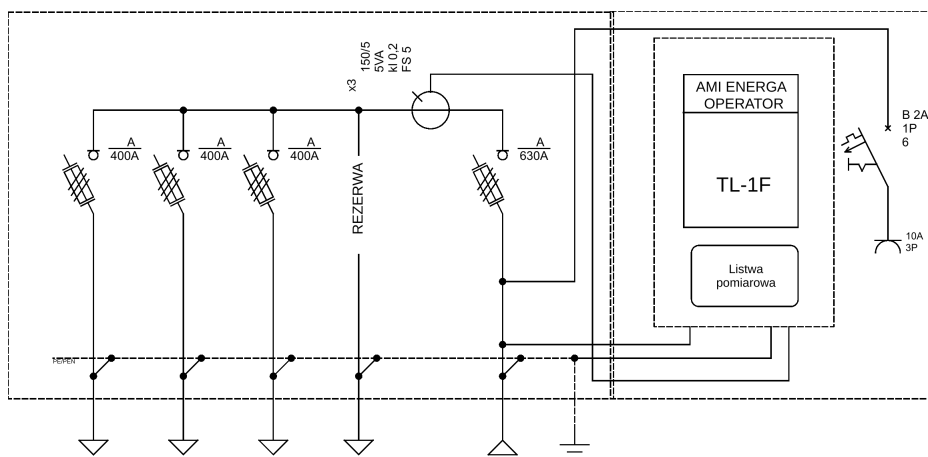 x3
150/5
5VA
kl 0,2
FS 5
A
400A
A
400A
A
400A
REZERWA
A
630A
AMI ENERGA
OPERATOR
TL-1F
Listwa
pomiarowa
B 2A
1P
6
10A
3P
PE/PEN